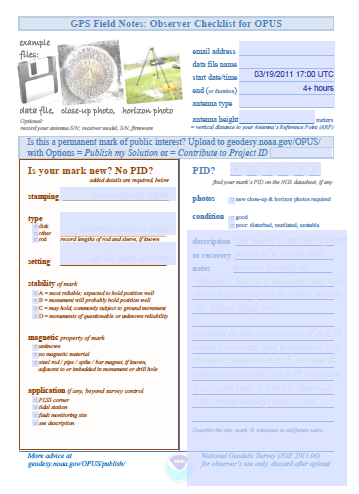 GPS Field Notes: Observer Checklist for OPUS
example
files:
data file, close-up photo, horizon photo
Optional:
record your antenna S/N; receiver model, S/N, firmware
email address
data file name
start date/time 03/19/2011 17:00 UTC
end (or duration) 4+ hours
antenna type
antenna height meters
= vertical distance to your Antenna's Reference Point (ARP)
Is this a permanent mark of public interest? Upload to geodesy.noaa.gov/OPUS/
with Options = Publish my Solution or = Contribute to Project ID
Is your mark new? No PID?
added details are required, below
stamping
type
disk
other
rod record lengths of rod and sleeve, if known
setting
stability of mark
A = most reliable; expected to hold position well
B = monument will probably hold position well
C = may hold, commonly subject to ground movement
D = monuments of questionable or unknown reliability
magnetic property of mark
unknown
no magnetic material
steel rod / pipe / spike / bar magnet, if known,
adjacent to or imbedded in monument or drill hole
application if any, beyond survey control
PLSS corner
tidal station
fault monitoring site
see description
More advice at
geodesy.noaa.gov/OPUS/publish/
PID?
find your mark's PID on the NGS datasheet, if any
photos new close-up & horizon photos required
condition good
poor: disturbed, mutilated, unstable
description
or recovery
notes
Describe the site, mark, & witnesses to aid future users
National Geodetic Survey (JGE 2011.06)
for observer's use only, discard after upload